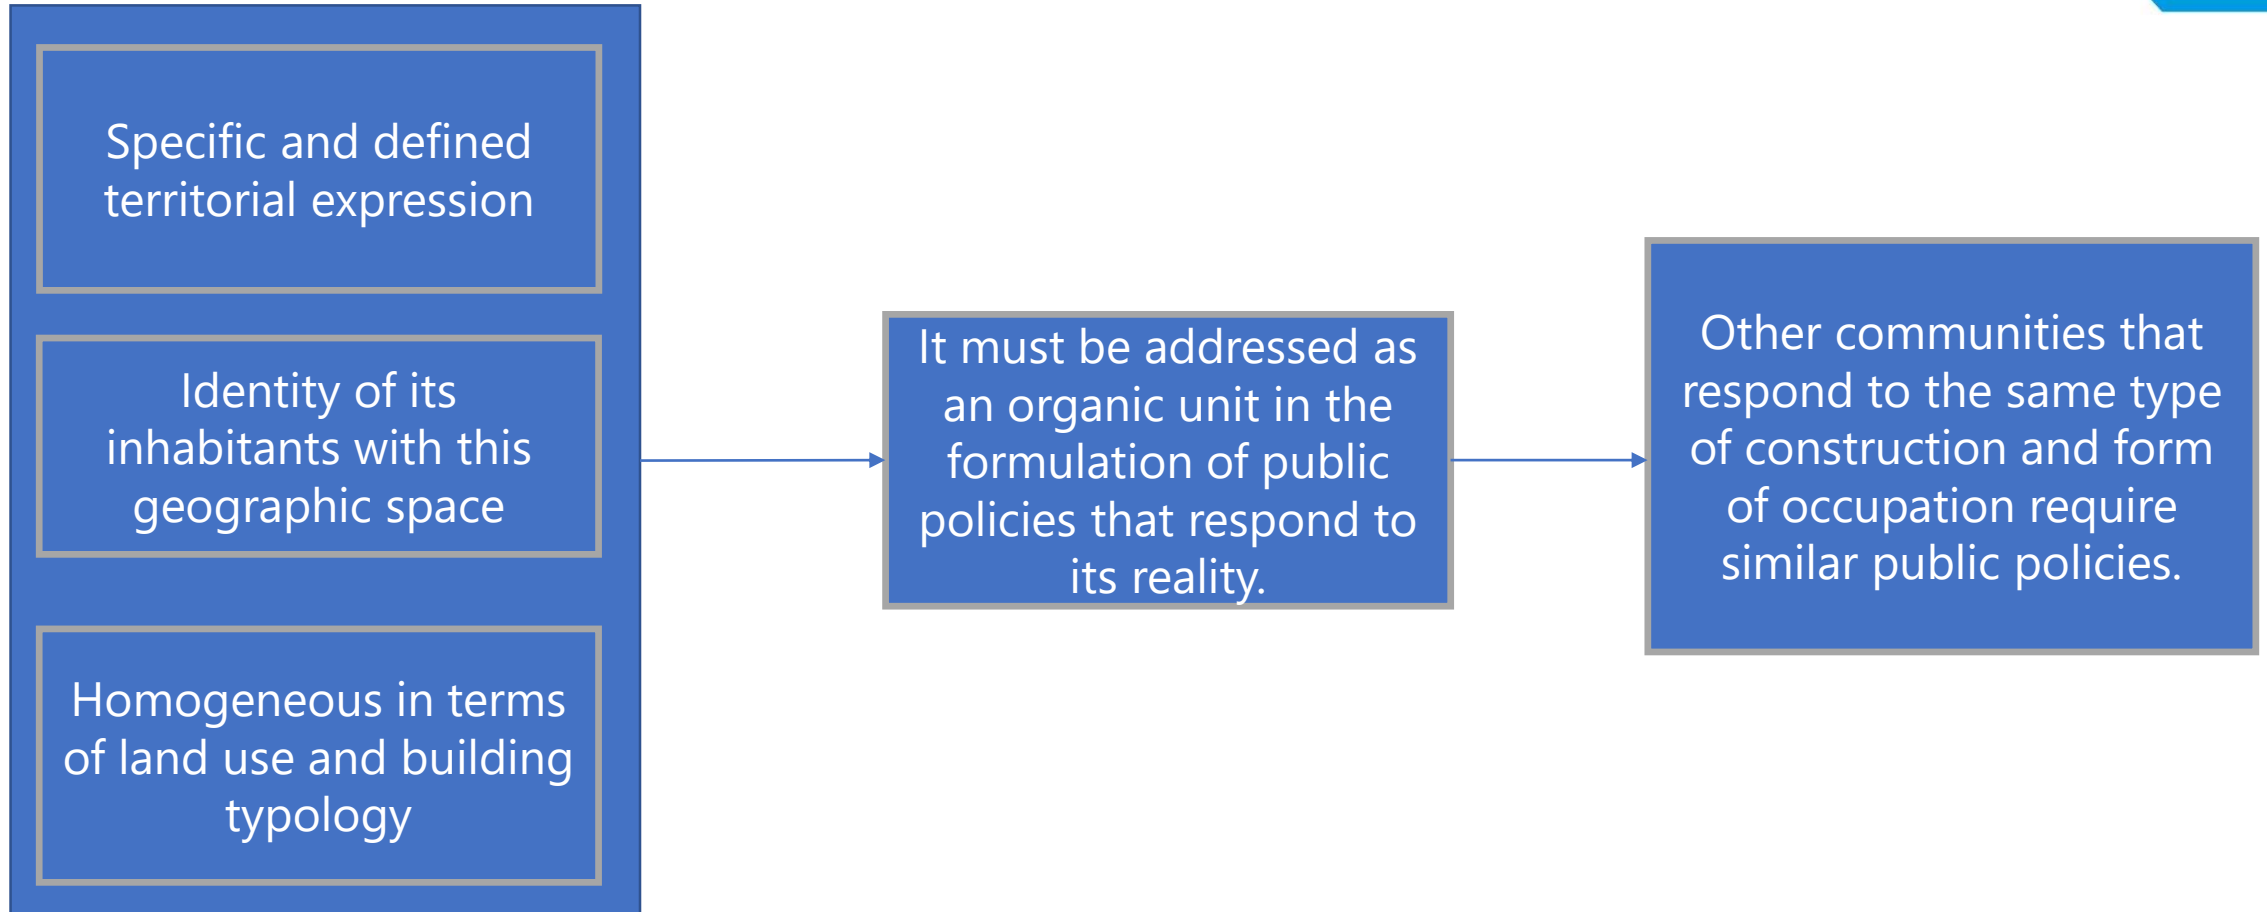 Specific and defined
territorial expression
Identity of its
inhabitants with this
geographic space
Homogeneous in terms
of land use and building
typology
It must be addressed as
an organic unit in the
formulation of public
policies that respond to
its reality.
Other communities that
respond to the same type
of construction and form
of occupation require
similar public policies.